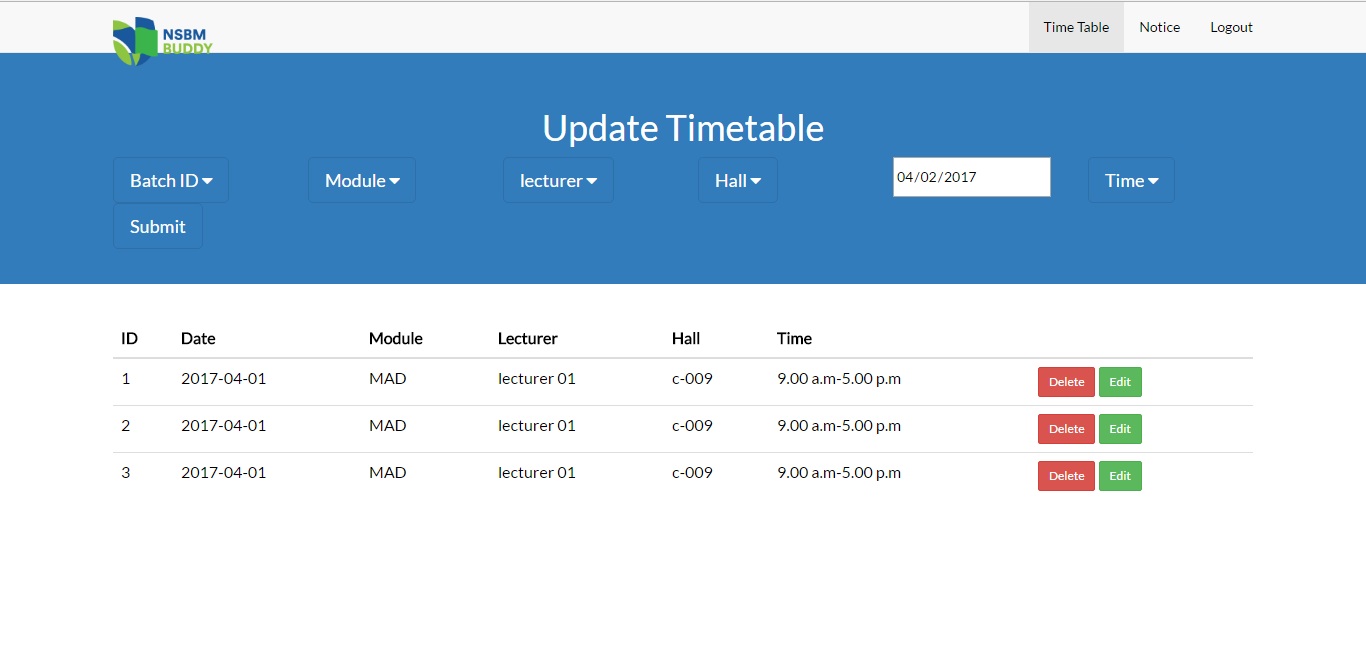 NSBM
BUDDY
Time Table Notice Logout
Update Timetable
Batch ID Module lecturer Hall 04/02/2017 Time
Submit
ID Date Module Lecturer Hall Time
1 2017-04-01 MAD lecturer 01 c-009 9.00 a.m-5.00 p.m Delete Edit
2 2017-04-01 MAD lecturer 01 c-009 9.00 a.m-5.00 p.m Delete Edit
3 2017-04-01 MAD lecturer 01 c-009 9.00 a.m-5.00 p.m Delete Edit